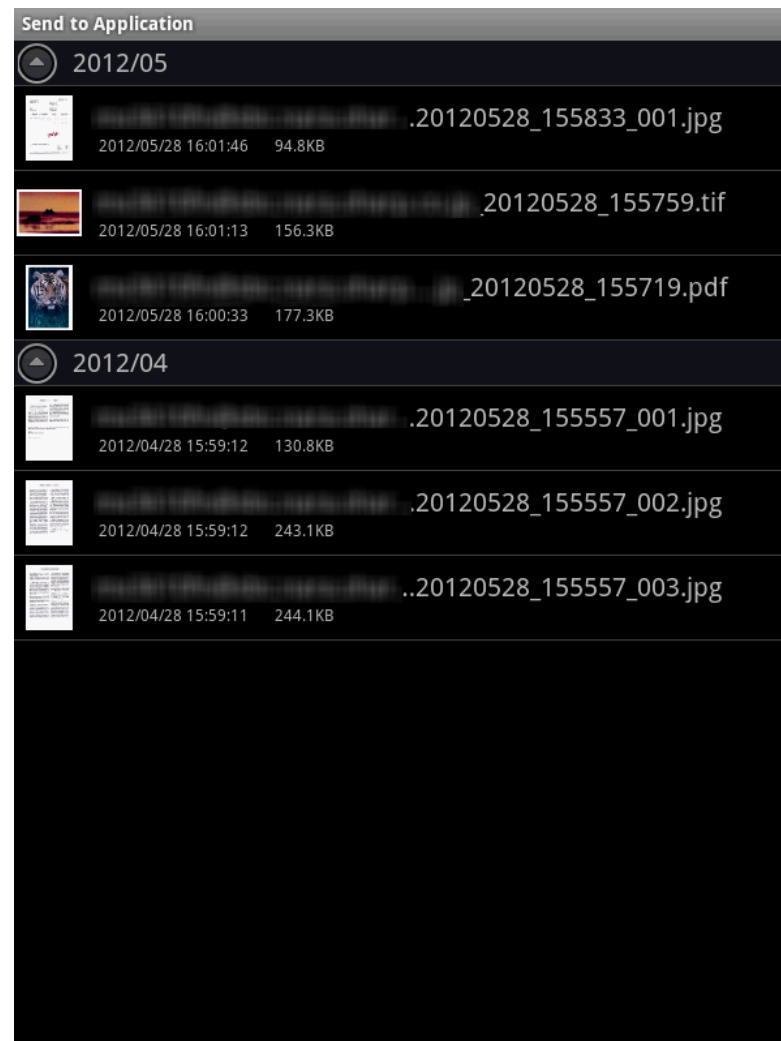 Send to Application
2012/05
.20120528_155833_001.jpg
2012/05/28 16:01:46 94.8KB
_20120528_155759.tif
2012/05/28 16:01:13 156.3KB
_20120528_155719.pdf
2012/05/28 16:00:33 177.3KB
2012/04
.20120528_155557_001.jpg
2012/04/28 15:59:12 130.8KB
.20120528_155557_002.jpg
2012/04/28 15:59:12 243.1KB
..20120528_155557_003.jpg
2012/04/28 15:59:11 244.1KB